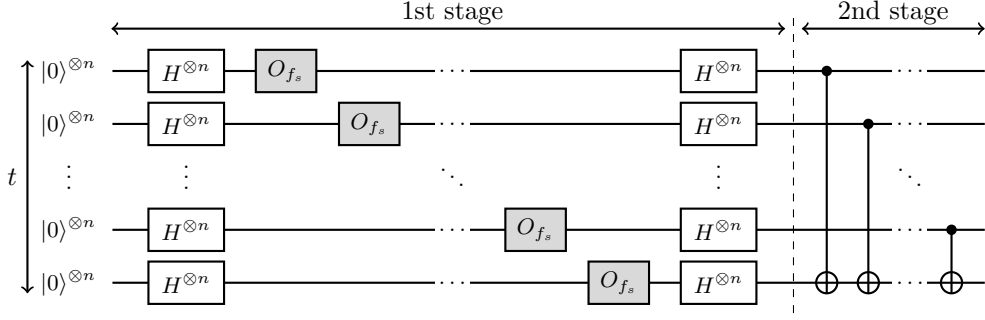 1st stage 2nd stage
|0⟩^{⊗n} H^{⊗n} O_{f_s} ··· H^{⊗n} ···
|0⟩^{⊗n} H^{⊗n} O_{f_s} ··· H^{⊗n} ···
t ⋮ ⋮ ⋱ ⋮ ⋱
|0⟩^{⊗n} H^{⊗n} ··· O_{f_s} H^{⊗n} ···
|0⟩^{⊗n} H^{⊗n} ··· O_{f_s} H^{⊗n} ···